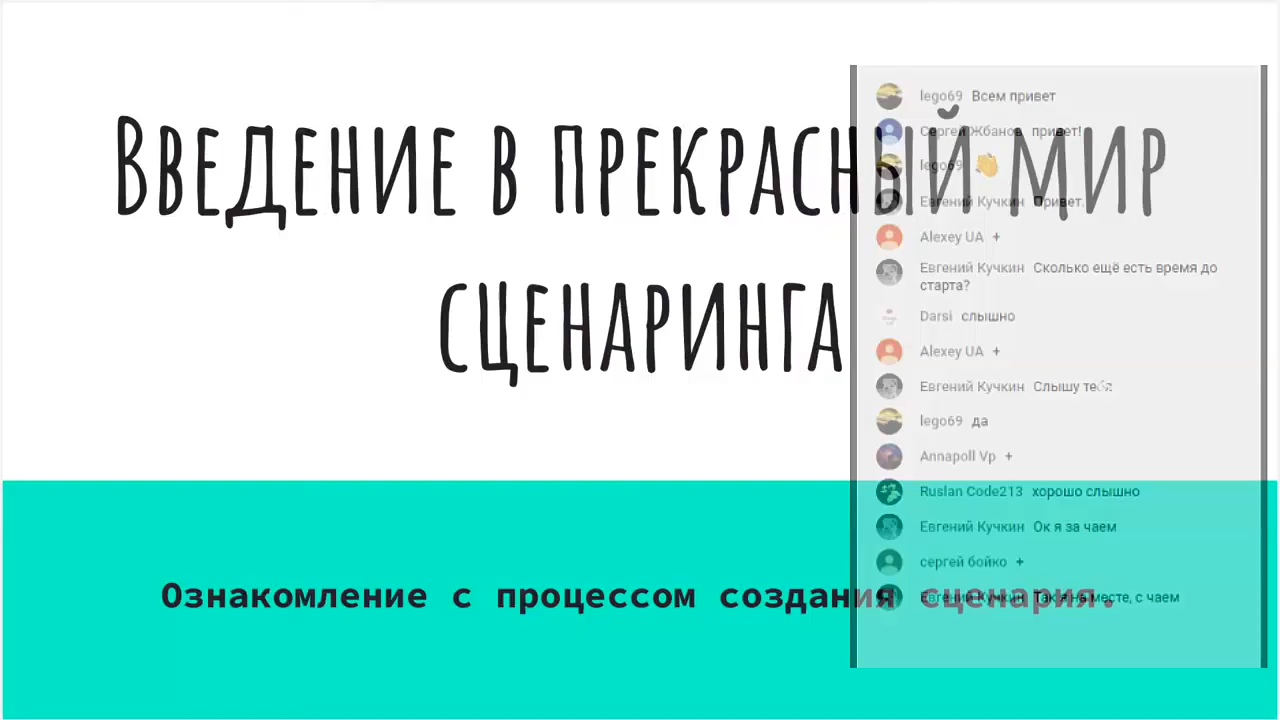 Введение в прекрасный мир
сценаринга
Ознакомление с процессом создания сценария.
lego69 Всем привет
Сергей Жбанов привет!
lego69 👏
Евгений Кучкин Привет.
Alexey UA +
Евгений Кучкин Сколько ещё есть время до
старта?
Darsi слышно
Alexey UA +
Евгений Кучкин Слышу
lego69 да
Annapoll Vp +
Ruslan Code213 хорошо слышно
Евгений Кучкин Ок я за чаем
сергей бойко +
Евгений Кучкин Так я на месте, с чаем